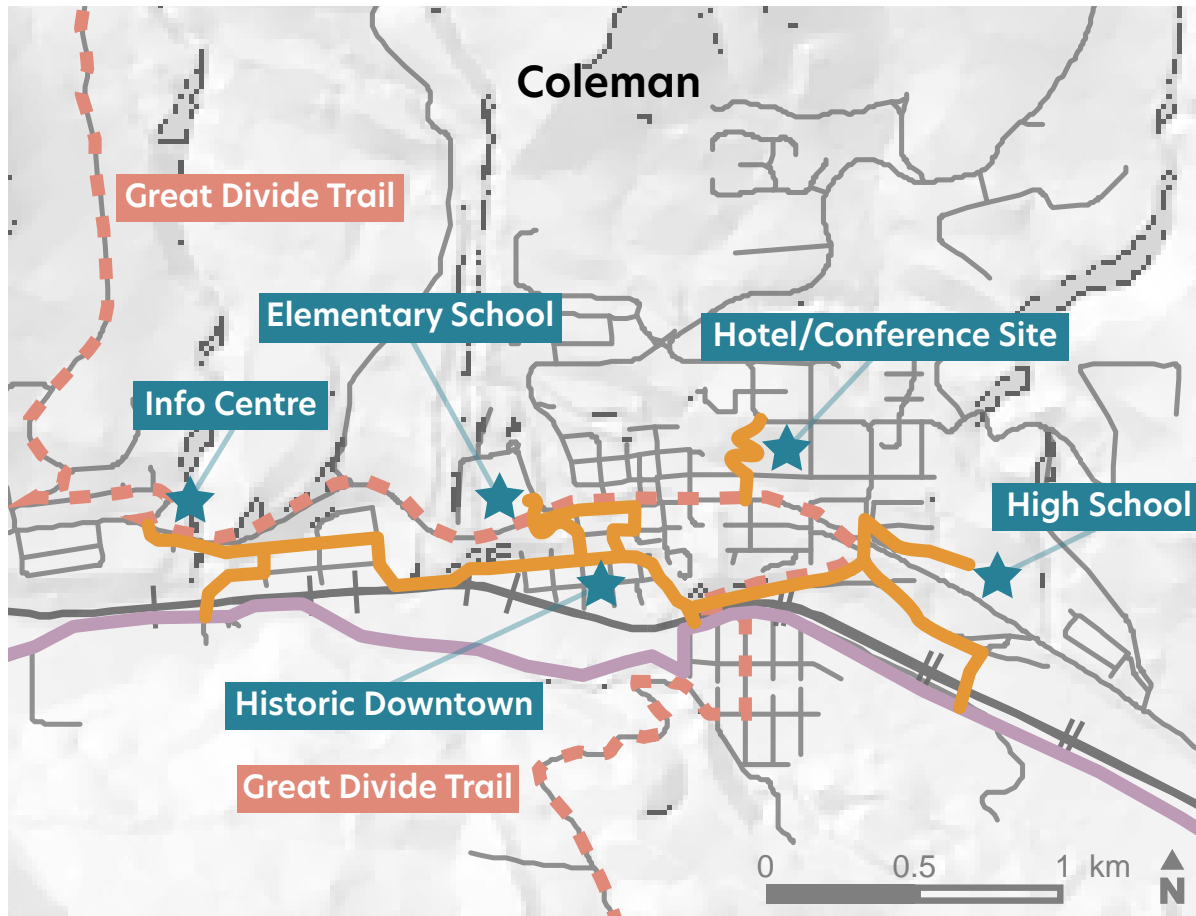 Coleman
Great Divide Trail
Elementary School
Hotel/Conference Site
Info Centre
High School
Historic Downtown
Great Divide Trail
0 0.5 1 km
N